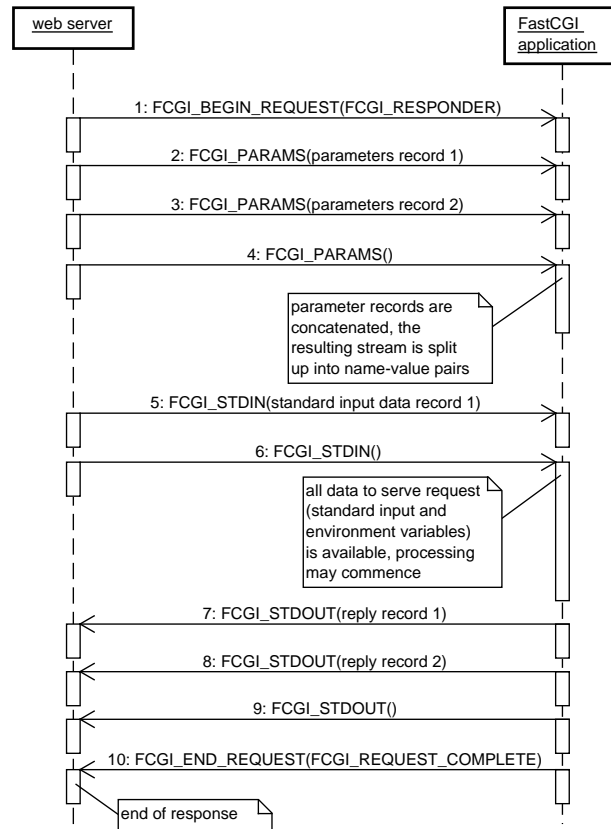 web server
FastCGI
application
1: FCGI_BEGIN_REQUEST(FCGI_RESPONDER)
2: FCGI_PARAMS(parameters record 1)
3: FCGI_PARAMS(parameters record 2)
4: FCGI_PARAMS()
parameter records are
concatenated, the
resulting stream is split
up into name-value pairs
5: FCGI_STDIN(standard input data record 1)
6: FCGI_STDIN()
all data to serve request
(standard input and
environment variables)
is available, processing
may commence
7: FCGI_STDOUT(reply record 1)
8: FCGI_STDOUT(reply record 2)
9: FCGI_STDOUT()
10: FCGI_END_REQUEST(FCGI_REQUEST_COMPLETE)
end of response